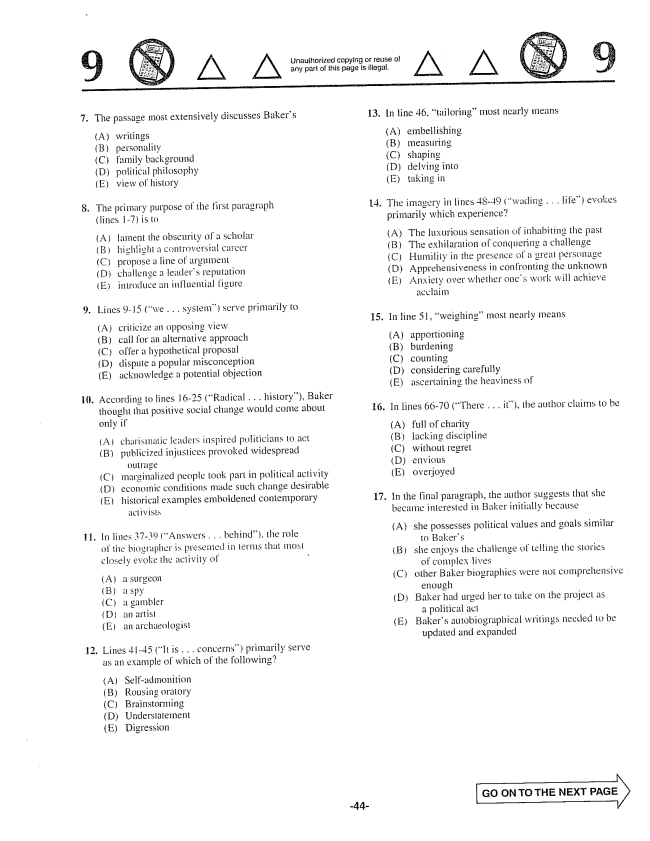 9
Unauthorized copying or reuse of
any part of this page is illegal.
9
7. The passage most extensively discusses Baker's
(A) writings
(B) personality
(C) family background
(D) political philosophy
(E) view of history
8. The primary purpose of the first paragraph
(lines 1-7) is to
(A) lament the obscurity of a scholar
(B) highlight a controversial career
(C) propose a line of argument
(D) challenge a leader's reputation
(E) introduce an influential figure
9. Lines 9-15 ("we . . . system") serve primarily to
(A) criticize an opposing view
(B) call for an alternative approach
(C) offer a hypothetical proposal
(D) dispute a popular misconception
(E) acknowledge a potential objection
10. According to lines 16-25 ("Radical . . . history"), Baker
thought that positive social change would come about
only if
(A) charismatic leaders inspired politicians to act
(B) publicized injustices provoked widespread
outrage
(C) marginalized people took part in political activity
(D) economic conditions made such change desirable
(E) historical examples emboldened contemporary
activists
11. In lines 37-39 ("Answers . . . behind"), the role
of the biographer is presented in terms that most
closely evoke the activity of
(A) a surgeon
(B) a spy
(C) a gambler
(D) an artist
(E) an archaeologist
12. Lines 41-45 ("It is . . . concerns") primarily serve
as an example of which of the following?
(A) Self-admonition
(B) Rousing oratory
(C) Brainstorming
(D) Understatement
(E) Digression
13. In line 46, "tailoring" most nearly means
(A) embellishing
(B) measuring
(C) shaping
(D) delving into
(E) taking in
14. The imagery in lines 48-49 ("wading . . . life") evokes
primarily which experience?
(A) The luxurious sensation of inhabiting the past
(B) The exhilaration of conquering a challenge
(C) Humility in the presence of a great personage
(D) Apprehensiveness in confronting the unknown
(E) Anxiety over whether one's work will achieve
acclaim
15. In line 51, "weighing" most nearly means
(A) apportioning
(B) burdening
(C) counting
(D) considering carefully
(E) ascertaining the heaviness of
16. In lines 66-70 ("There . . . it"), the author claims to be
(A) full of charity
(B) lacking discipline
(C) without regret
(D) envious
(E) overjoyed
17. In the final paragraph, the author suggests that she
became interested in Baker initially because
(A) she possesses political values and goals similar
to Baker's
(B) she enjoys the challenge of telling the stories
of complex lives
(C) other Baker biographies were not comprehensive
enough
(D) Baker had urged her to take on the project as
a political act
(E) Baker's autobiographical writings needed to be
updated and expanded
GO ON TO THE NEXT PAGE
-44-